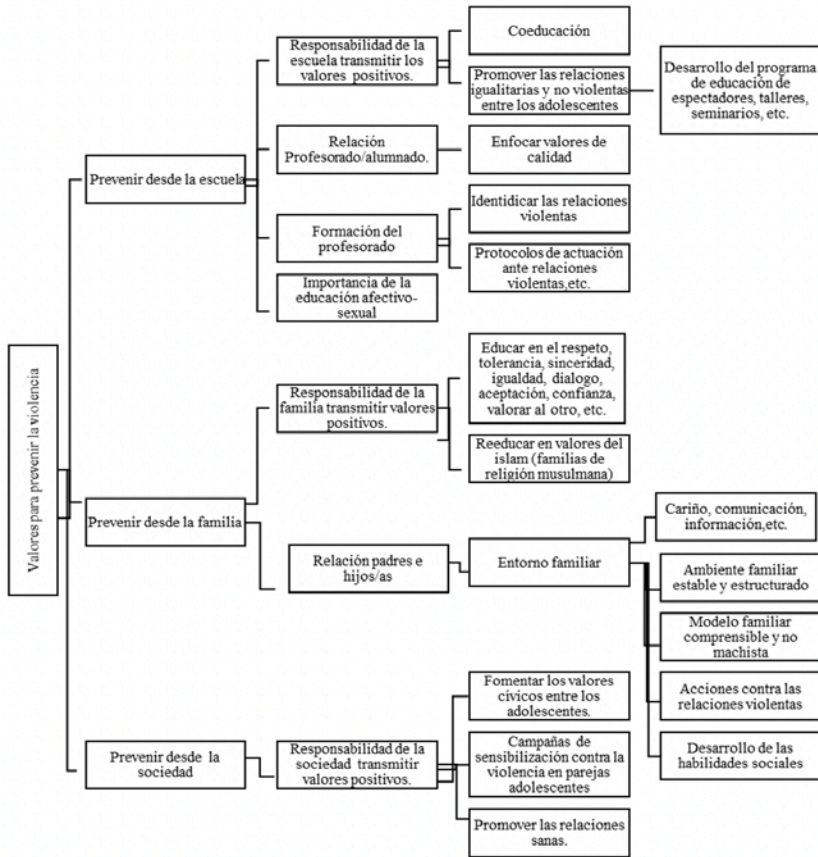 Valores para prevenir la violencia
Prevenir desde la escuela
Responsabilidad de la
escuela transmitir los
valores positivos.
Coeducación
Promover las relaciones
igualitarias y no violentas
entre los adolescentes
Desarrollo del programa
de educación de
espectadores, talleres,
seminarios, etc.
Relación
Profesorado/alumnado.
Enfocar valores de
calidad
Formación del
profesorado
Identidicar las relaciones
violentas
Protocolos de actuación
ante relaciones
violentas,etc.
Importancia de la
educación afectivo-
sexual
Prevenir desde la familia
Responsabilidad de la
familia transmitir valores
positivos.
Educar en el respeto,
tolerancia, sinceridad,
igualdad, dialogo,
aceptación, confianza,
valorar al otro, etc.
Reeducar en valores del
islam (familias de
religión musulmana)
Relación padres e
hijos/as
Entorno familiar
Cariño, comunicación,
información,etc.
Ambiente familiar
estable y estructurado
Modelo familiar
comprensible y no
machista
Acciones contra las
relaciones violentas
Desarrollo de las
habilidades sociales
Prevenir desde la
sociedad
Responsabilidad de la
sociedad transmitir
valores positivos.
Fomentar los valores
cívicos entre los
adolescentes.
Campañas de
sensibilización contra la
violencia en parejas
adolescentes
Promover las relaciones
sanas.